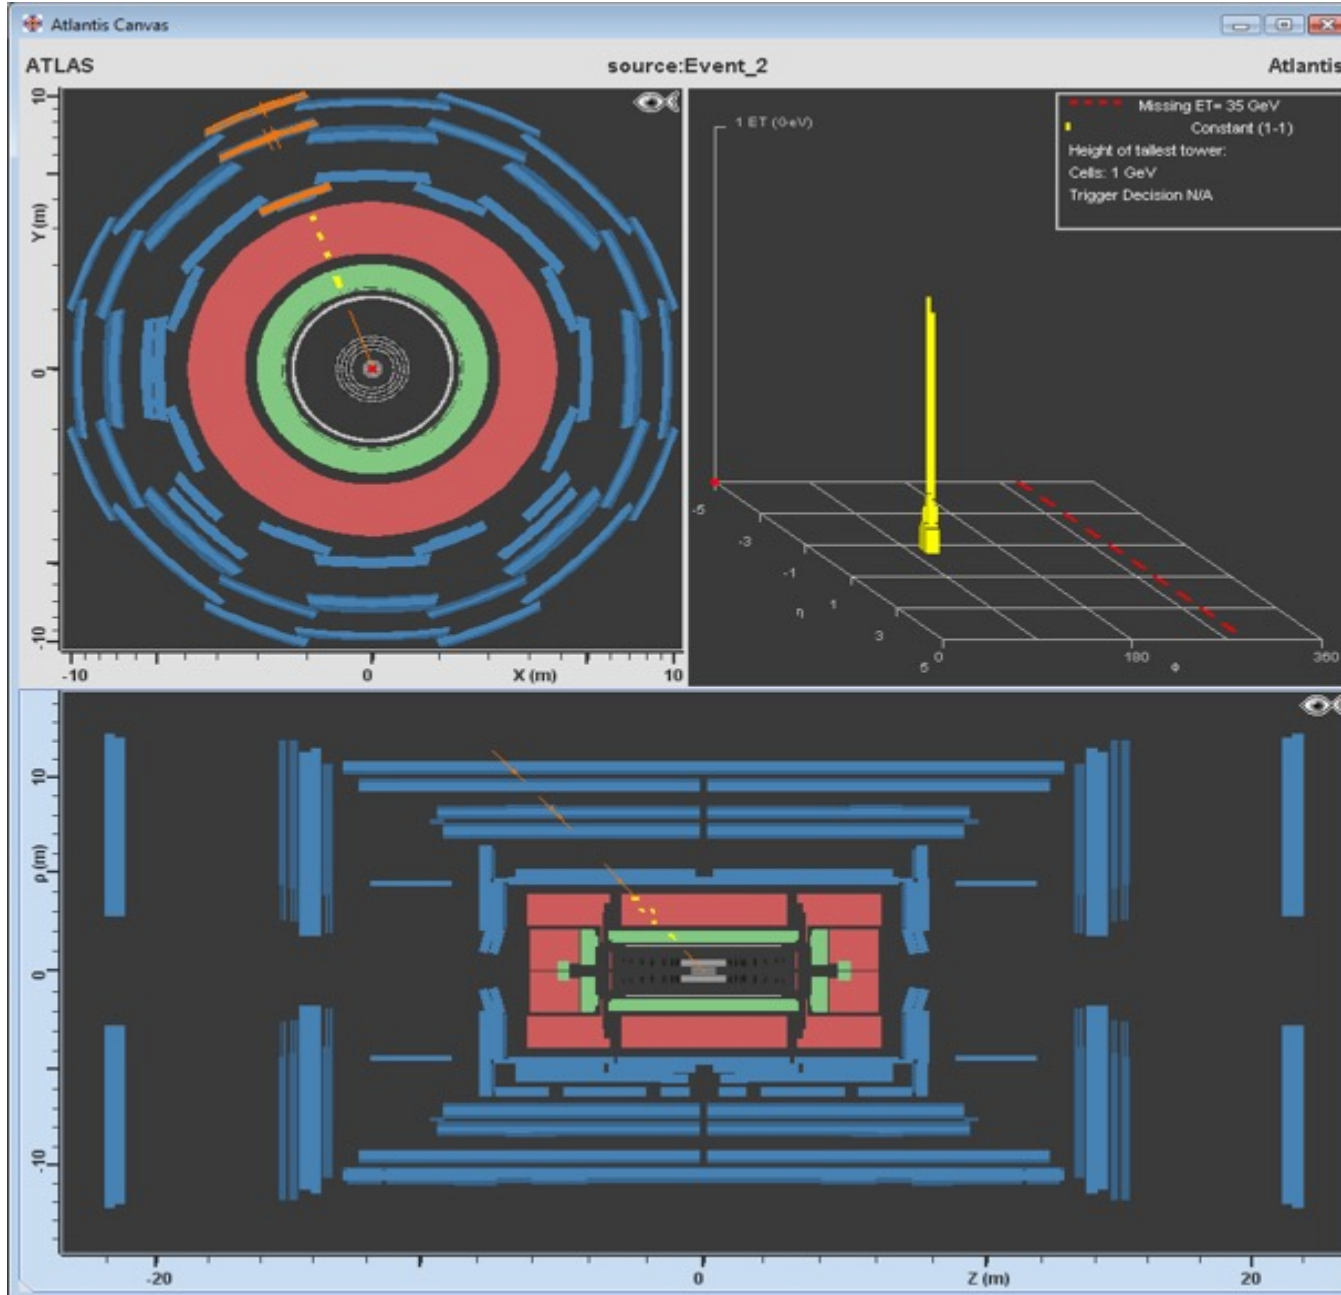 Atlantis Canvas
ATLAS source:Event_2 Atlantis
10
Y (m)
0
-10
-10 0 X (m) 10
1 ET (GeV)
Missing ET= 35 GeV
Constant (1-1)
Height of tallest tower:
Cells: 1 GeV
Trigger Decision N/A
-5
-3
-1
η 1
3
5 0 180 Φ 360
10
ρ (m)
0
-10
-20 0 Z (m) 20